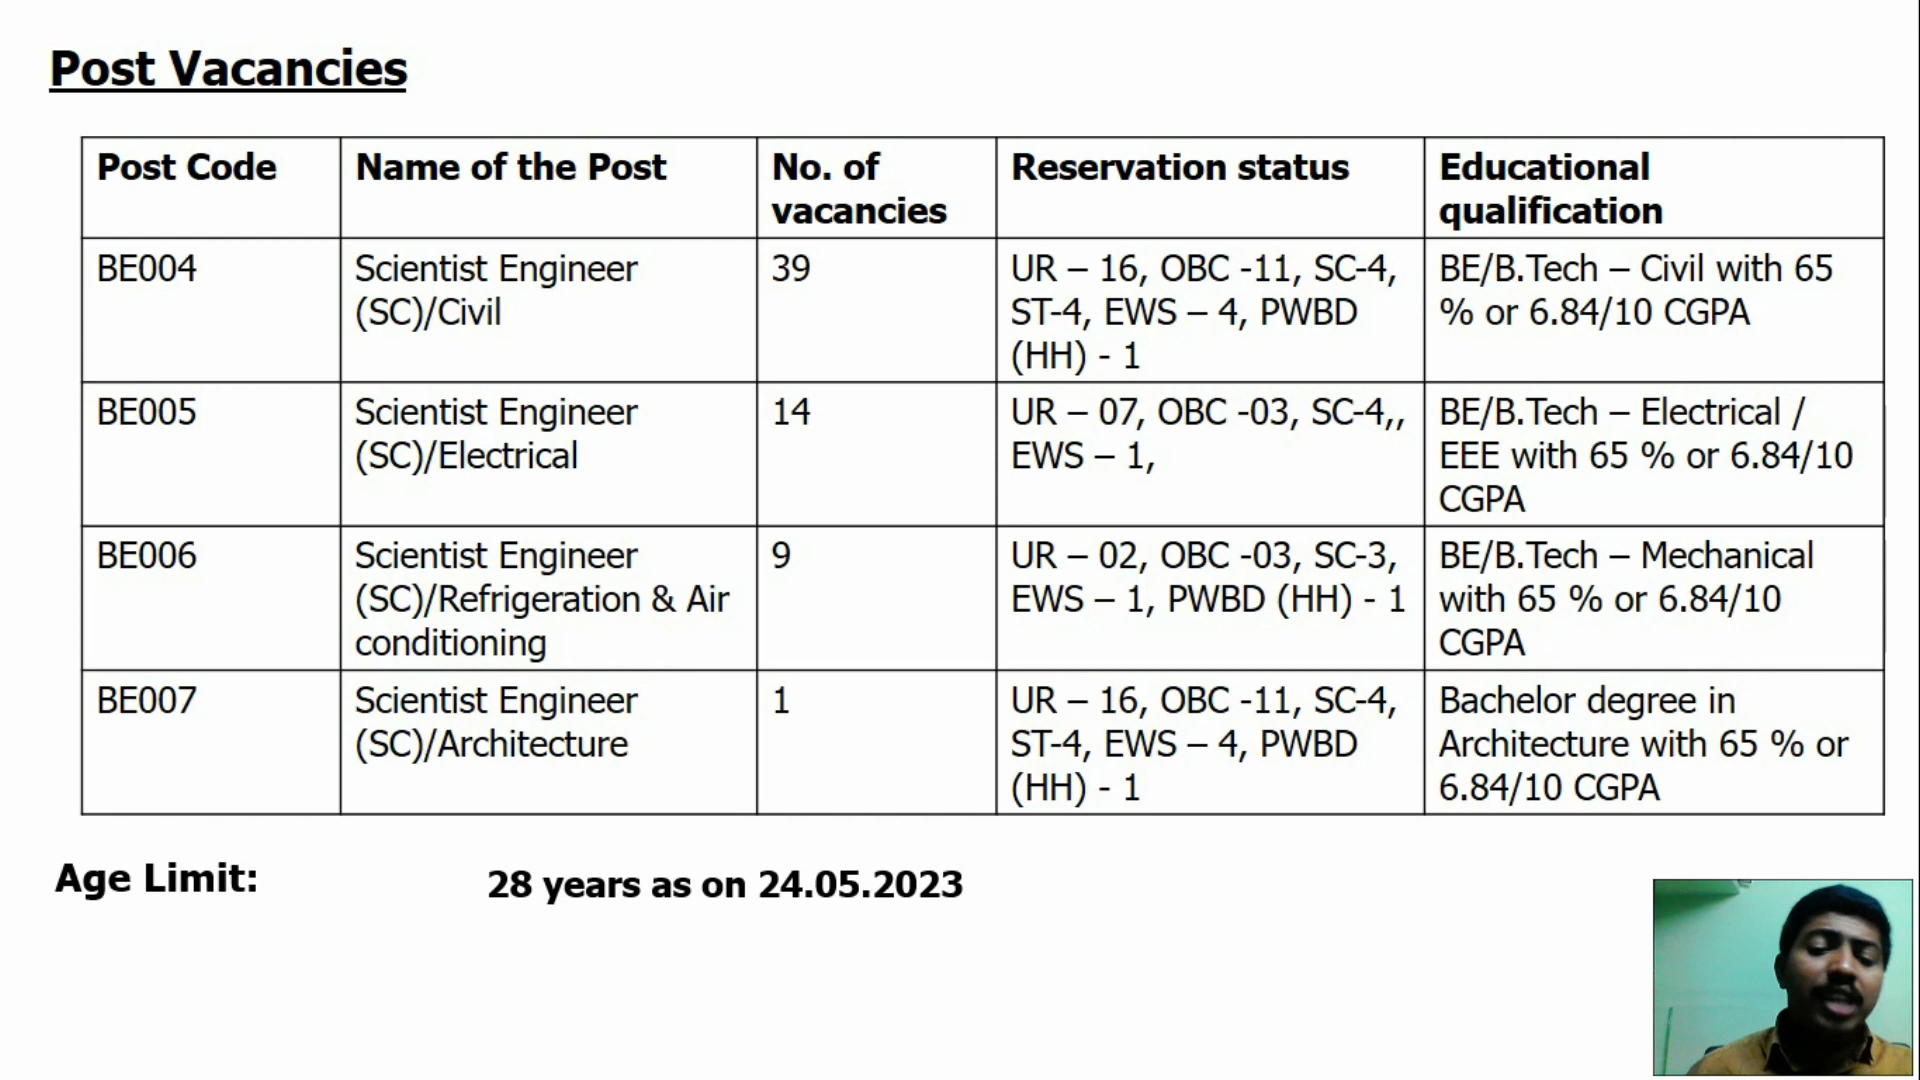 Post Vacancies
Post Code
Name of the Post
No. of
vacancies
Reservation status
Educational
qualification
BE004
Scientist Engineer
(SC)/Civil
39
UR – 16, OBC -11, SC-4,
ST-4, EWS – 4, PWBD
(HH) - 1
BE/B.Tech – Civil with 65
% or 6.84/10 CGPA
BE005
Scientist Engineer
(SC)/Electrical
14
UR – 07, OBC -03, SC-4,,
EWS – 1,
BE/B.Tech – Electrical /
EEE with 65 % or 6.84/10
CGPA
BE006
Scientist Engineer
(SC)/Refrigeration & Air
conditioning
9
UR – 02, OBC -03, SC-3,
EWS – 1, PWBD (HH) - 1
BE/B.Tech – Mechanical
with 65 % or 6.84/10
CGPA
BE007
Scientist Engineer
(SC)/Architecture
1
UR – 16, OBC -11, SC-4,
ST-4, EWS – 4, PWBD
(HH) - 1
Bachelor degree in
Architecture with 65 % or
6.84/10 CGPA
Age Limit:
28 years as on 24.05.2023